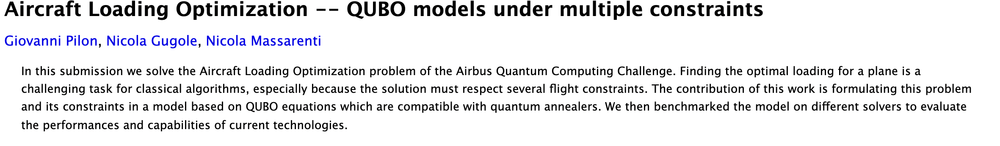 Aircraft Loading Optimization -- QUBO models under multiple constraints
Giovanni Pilon, Nicola Gugole, Nicola Massarenti
In this submission we solve the Aircraft Loading Optimization problem of the Airbus Quantum Computing Challenge. Finding the optimal loading for a plane is a
challenging task for classical algorithms, especially because the solution must respect several flight constraints. The contribution of this work is formulating this problem
and its constraints in a model based on QUBO equations which are compatible with quantum annealers. We then benchmarked the model on different solvers to evaluate
the performances and capabilities of current technologies.